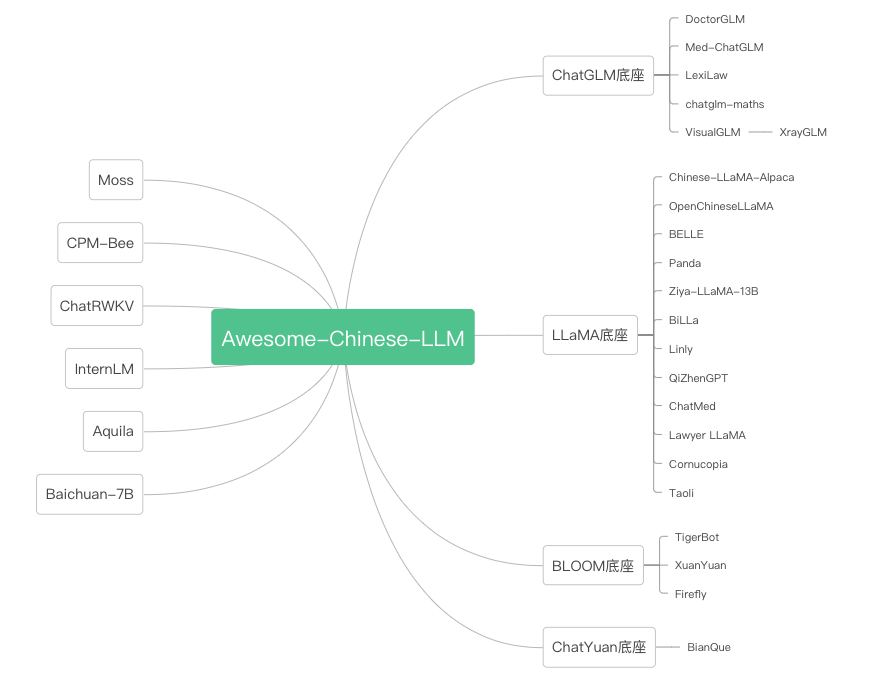 Awesome-Chinese-LLM
Moss
CPM-Bee
ChatRWKV
InternLM
Aquila
Baichuan-7B
ChatGLM底座
DoctorGLM
Med-ChatGLM
LexiLaw
chatglm-maths
VisualGLM
XrayGLM
LLaMA底座
Chinese-LLaMA-Alpaca
OpenChineseLLaMA
BELLE
Panda
Ziya-LLaMA-13B
BiLLa
Linly
QiZhenGPT
ChatMed
Lawyer LLaMA
Cornucopia
Taoli
BLOOM底座
TigerBot
XuanYuan
Firefly
ChatYuan底座
BianQue